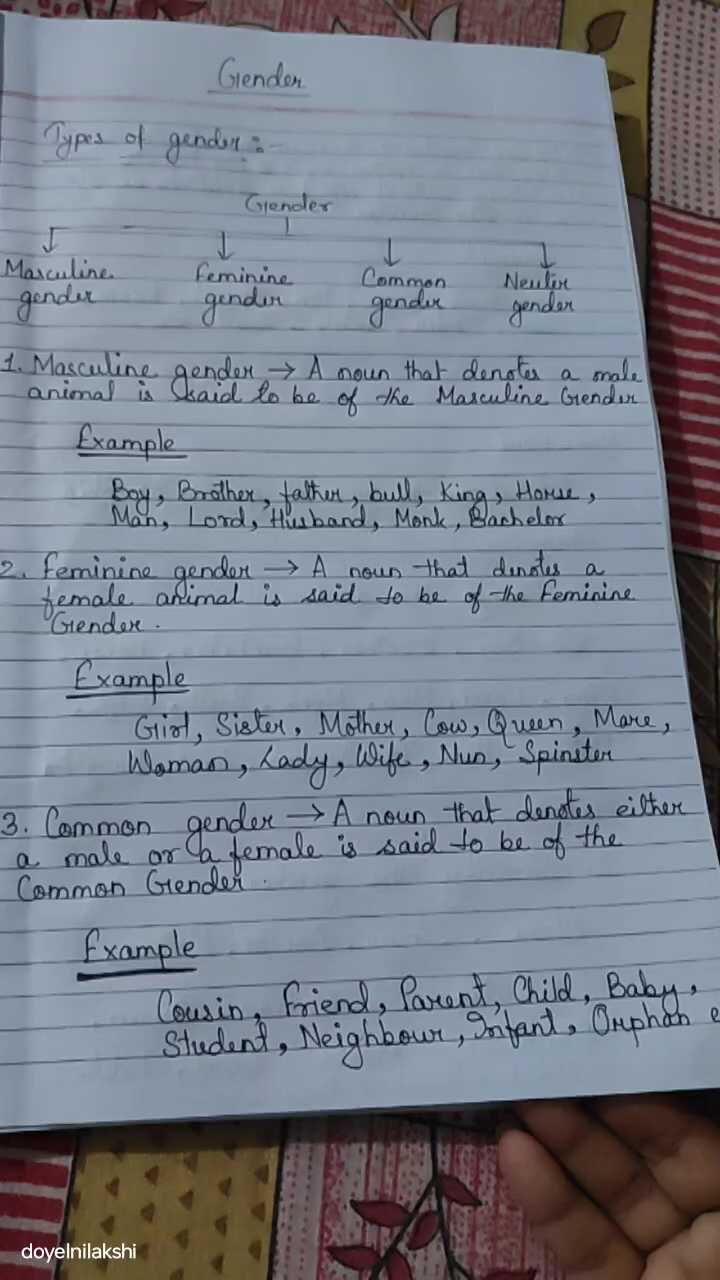 Gender
Types of gender:-
Gender
Masculine gender
Feminine gender
Common gender
Neuter gender
1. Masculine gender → A noun that denotes a male
animal is said to be of the Masculine Gender
Example
Boy, Brother, father, bull, King, Horse,
Man, Lord, Husband, Monk, Bachelor
2. Feminine gender → A noun that denotes a
female animal is said to be of the Feminine
Gender.
Example
Girl, Sister, Mother, Cow, Queen, Mare,
Woman, Lady, Wife, Nun, Spinster
3. Common gender → A noun that denotes either
a male or a female is said to be of the
Common Gender.
Example
Cousin, Friend, Parent, Child, Baby,
Student, Neighbour, Infant, Orphan
doyelnilakshi